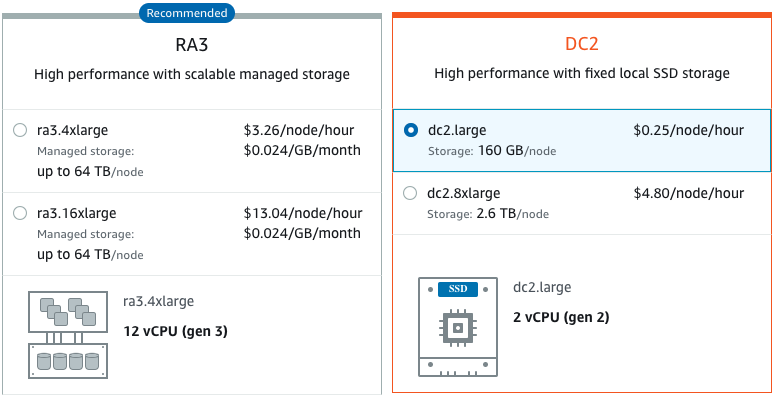 Recommended
RA3
High performance with scalable managed storage
ra3.4xlarge $3.26/node/hour
Managed storage: $0.024/GB/month
up to 64 TB/node
ra3.16xlarge $13.04/node/hour
Managed storage: $0.024/GB/month
up to 64 TB/node
ra3.4xlarge
12 vCPU (gen 3)
DC2
High performance with fixed local SSD storage
dc2.large $0.25/node/hour
Storage: 160 GB/node
dc2.8xlarge $4.80/node/hour
Storage: 2.6 TB/node
SSD
dc2.large
2 vCPU (gen 2)